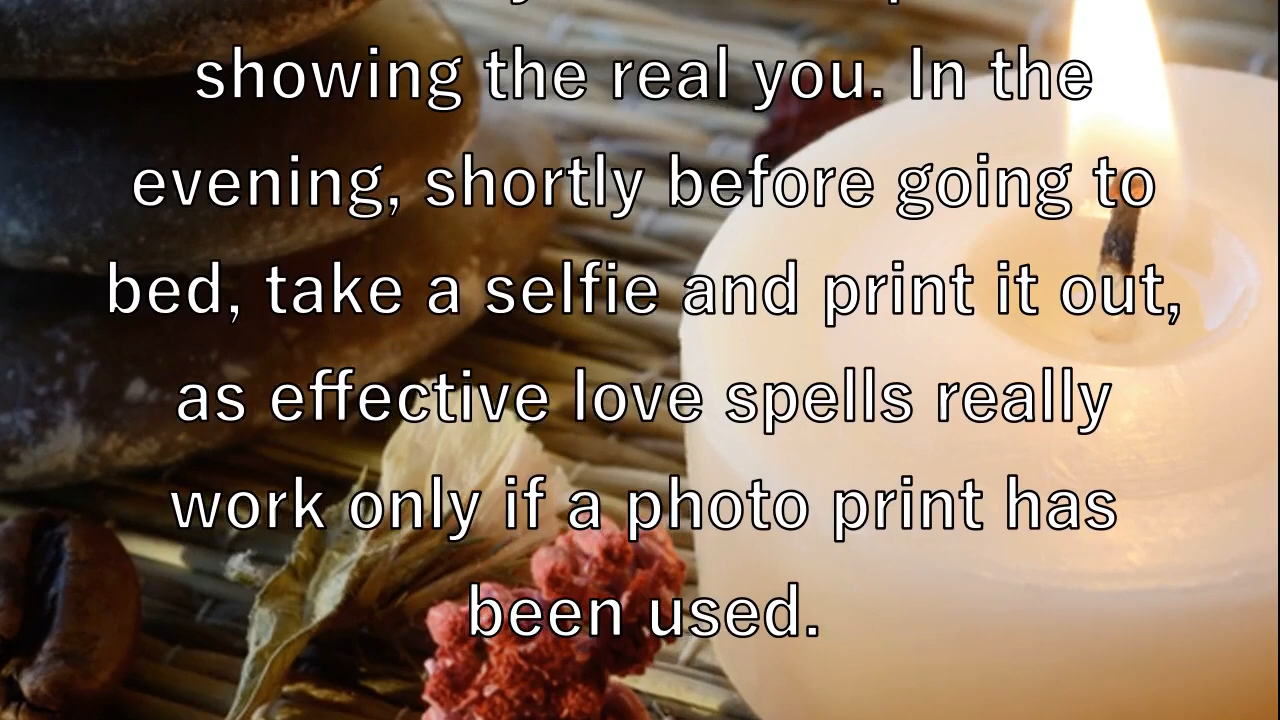 showing the real you. In the
evening, shortly before going to
bed, take a selfie and print it out,
as effective love spells really
work only if a photo print has
been used.